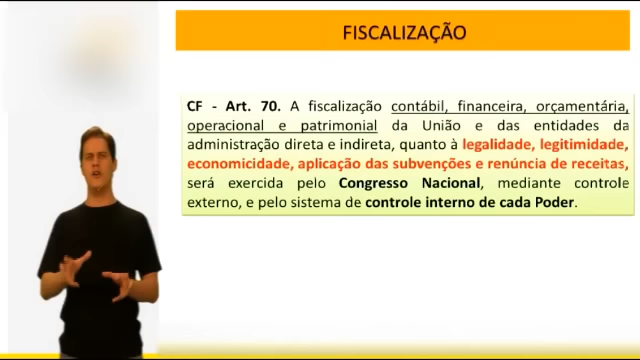 FISCALIZAÇÃO
CF - Art. 70. A fiscalização contábil, financeira, orçamentária,
operacional e patrimonial da União e das entidades da
administração direta e indireta, quanto à legalidade, legitimidade,
economicidade, aplicação das subvenções e renúncia de receitas,
será exercida pelo Congresso Nacional, mediante controle
externo, e pelo sistema de controle interno de cada Poder.